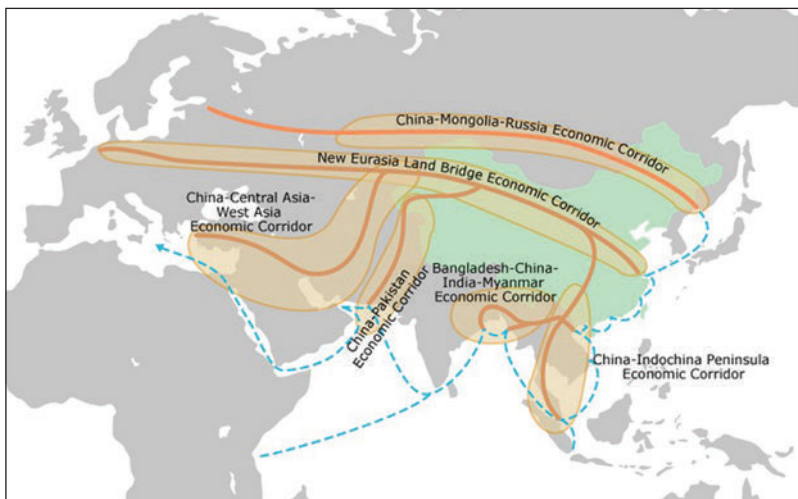 China-Mongolia-Russia Economic Corridor
New Eurasia Land Bridge Economic Corridor
China-Central Asia-
West Asia
Economic Corridor
China-Pakistan
Economic Corridor
Bangladesh-China-
India-Myanmar
Economic Corridor
China-Indochina Peninsula
Economic Corridor